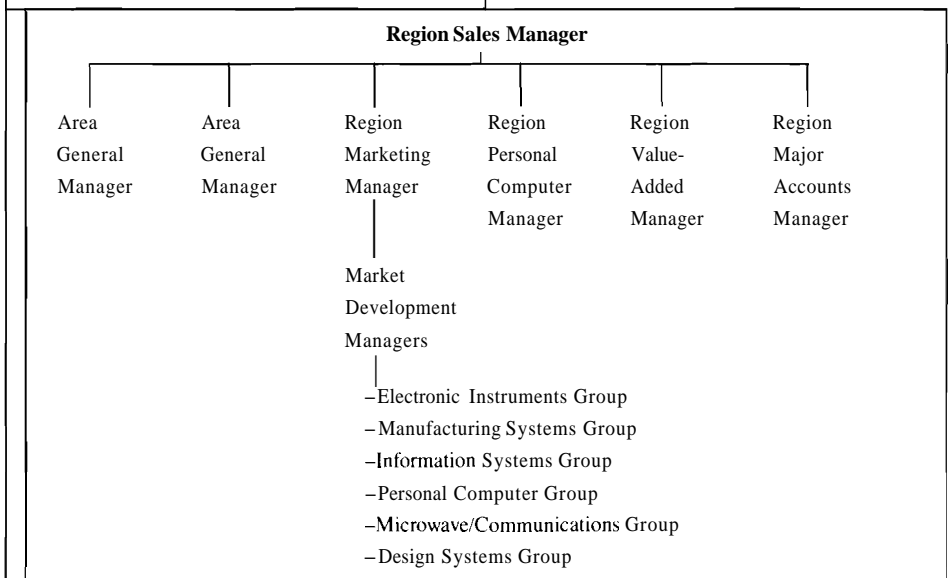 Region Sales Manager
Area General Manager
Area General Manager
Region Marketing Manager
Region Personal Computer Manager
Region Value-Added Manager
Region Major Accounts Manager
Market Development Managers
–Electronic Instruments Group
–Manufacturing Systems Group
–Information Systems Group
–Personal Computer Group
–Microwave/Communications Group
–Design Systems Group